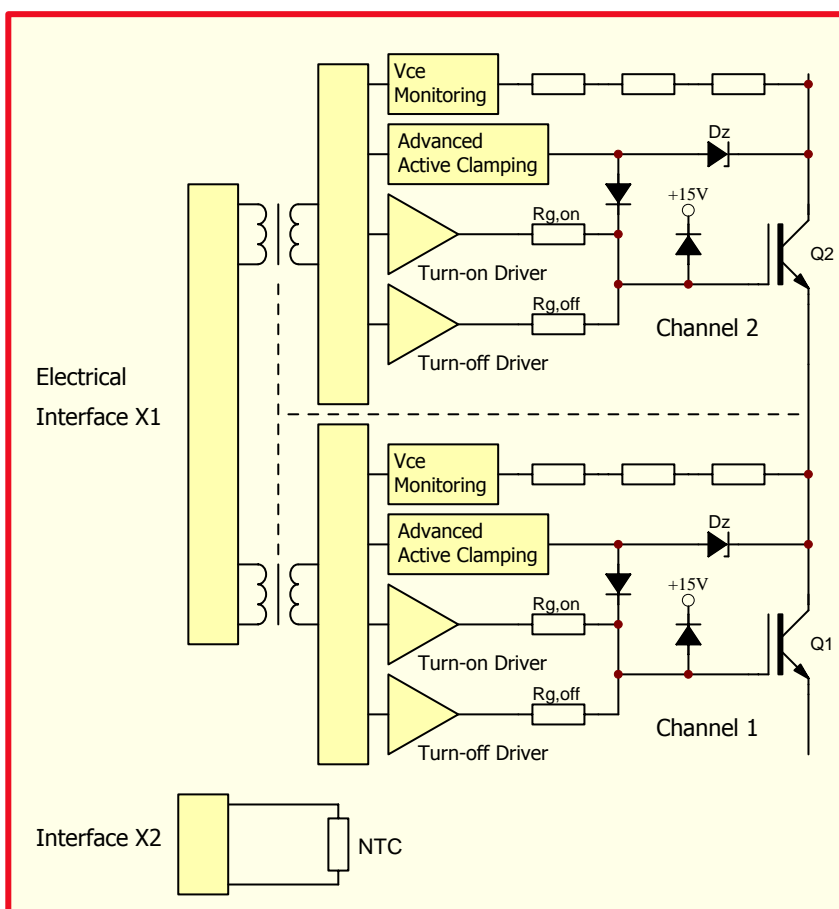 Vce
Monitoring
Advanced
Active Clamping
Dz
+15V
Rg,on
Q2
Turn-on Driver
Rg,off
Channel 2
Turn-off Driver
Electrical
Interface X1
Vce
Monitoring
Advanced
Active Clamping
Dz
+15V
Rg,on
Q1
Turn-on Driver
Rg,off
Channel 1
Turn-off Driver
Interface X2
NTC